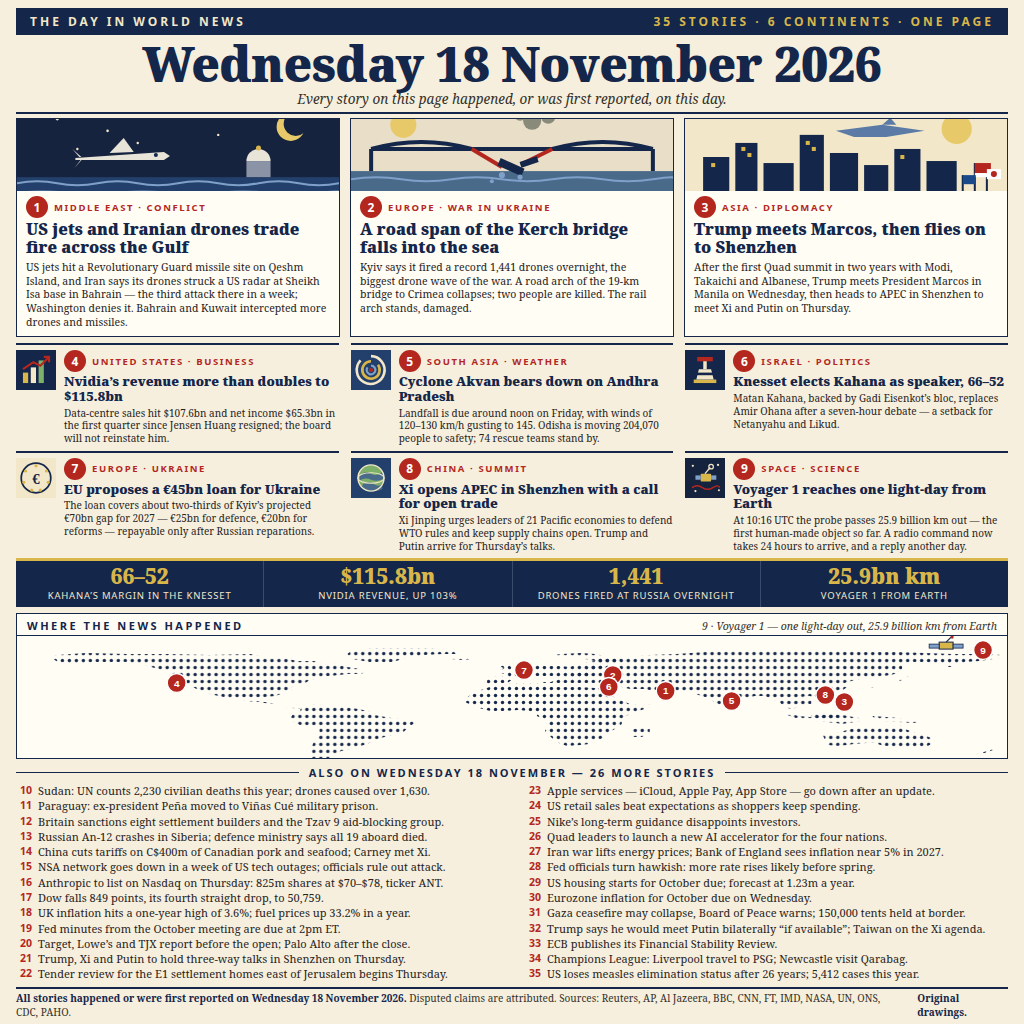 THE DAY IN WORLD NEWS
35 STORIES · 6 CONTINENTS · ONE PAGE
Wednesday 18 November 2026
Every story on this page happened, or was first reported, on this day.
1 MIDDLE EAST · CONFLICT
US jets and Iranian drones trade
fire across the Gulf
US jets hit a Revolutionary Guard missile site on Qeshm
Island, and Iran says its drones struck a US radar at Sheikh
Isa base in Bahrain — the third attack there in a week;
Washington denies it. Bahrain and Kuwait intercepted more
drones and missiles.
2 EUROPE · WAR IN UKRAINE
A road span of the Kerch bridge
falls into the sea
Kyiv says it fired a record 1,441 drones overnight, the
biggest drone wave of the war. A road arch of the 19-km
bridge to Crimea collapses; two people are killed. The rail
arch stands, damaged.
3 ASIA · DIPLOMACY
Trump meets Marcos, then flies on
to Shenzhen
After the first Quad summit in two years with Modi,
Takaichi and Albanese, Trump meets President Marcos in
Manila on Wednesday, then heads to APEC in Shenzhen to
meet Xi and Putin on Thursday.
4 UNITED STATES · BUSINESS
Nvidia's revenue more than doubles to
$115.8bn
Data-centre sales hit $107.6bn and net income $65.3bn in
the first quarter since Jensen Huang resigned; the board
will not reinstate him.
5 SOUTH ASIA · WEATHER
Cyclone Akvan bears down on Andhra
Pradesh
Landfall is due around noon on Friday, with winds of
120–130 km/h gusting to 145. Odisha is moving 204,070
people to safety; 74 rescue teams stand by.
6 ISRAEL · POLITICS
Knesset elects Kahana as speaker, 66–52
Matan Kahana, backed by Gadi Eisenkot's bloc, replaces
Amir Ohana after a seven-hour debate — a setback for
Netanyahu and Likud.
€
7 EUROPE · UKRAINE
EU proposes a €45bn loan for Ukraine
The loan covers about two-thirds of Kyiv's projected
€70bn gap for 2027 — €25bn for defence, €20bn for
reforms — repayable only after Russian reparations.
8 CHINA · SUMMIT
Xi opens APEC in Shenzhen with a call
for open trade
Xi Jinping urges leaders of 21 Pacific economies to defend
WTO rules and keep supply chains open. Trump and
Putin arrive for Thursday's talks.
9 SPACE · SCIENCE
Voyager 1 reaches one light-day from
Earth
At 10:16 UTC the probe passes 25.9 billion km out — the
first human-made object so far. A radio command now
takes 24 hours to arrive, and a reply another day.
66–52
KAHANA'S MARGIN IN THE KNESSET
$115.8bn
NVIDIA REVENUE, UP 103%
1,441
DRONES FIRED AT RUSSIA OVERNIGHT
25.9bn km
VOYAGER 1 FROM EARTH
WHERE THE NEWS HAPPENED
9 · Voyager 1 — one light-day out, 25.9 billion km from Earth
9
7
2
4
6
1
8
5
3
ALSO ON WEDNESDAY 18 NOVEMBER — 26 MORE STORIES
10 Sudan: UN counts 2,230 civilian deaths this year; drones caused over 1,630.
11 Paraguay: ex-president Peña moved to Viñas Cué military prison.
12 Britain sanctions eight settlement builders and the Tzav 9 aid-blocking group.
13 Russian An-12 crashes in Siberia; defence ministry says all 19 aboard died.
14 China cuts tariffs on C$400m of Canadian pork and seafood; Carney met Xi.
15 NSA network goes down in a week of US tech outages; officials rule out attack.
16 Anthropic to list on Nasdaq on Thursday: 825m shares at $70–$78, ticker ANT.
17 Dow falls 849 points, its fourth straight drop, to 50,759.
18 UK inflation hits a one-year high of 3.6%; fuel prices up 33.2% in a year.
19 Fed minutes from the October meeting are due at 2pm ET.
20 Target, Lowe's and TJX report before the open; Palo Alto after the close.
21 Trump, Xi and Putin to hold three-way talks in Shenzhen on Thursday.
22 Tender review for the E1 settlement homes east of Jerusalem begins Thursday.
23 Apple services — iCloud, Apple Pay, App Store — go down after an update.
24 US retail sales beat expectations as shoppers keep spending.
25 Nike's long-term guidance disappoints investors.
26 Quad leaders to launch a new AI accelerator for the four nations.
27 Iran war lifts energy prices; Bank of England sees inflation near 5% in 2027.
28 Fed officials turn hawkish: more rate rises likely before spring.
29 US housing starts for October due; forecast at 1.23m a year.
30 Eurozone inflation for October due on Wednesday.
31 Gaza ceasefire may collapse, Board of Peace warns; 150,000 tents held at border.
32 Trump says he would meet Putin bilaterally “if available”; Taiwan on the Xi agenda.
33 ECB publishes its Financial Stability Review.
34 Champions League: Liverpool travel to PSG; Newcastle visit Qarabag.
35 US loses measles elimination status after 26 years; 5,412 cases this year.
All stories happened or were first reported on Wednesday 18 November 2026. Disputed claims are attributed. Sources: Reuters, AP, Al Jazeera, BBC, CNN, FT, IMD, NASA, UN, ONS,
CDC, PAHO.
Original
drawings.